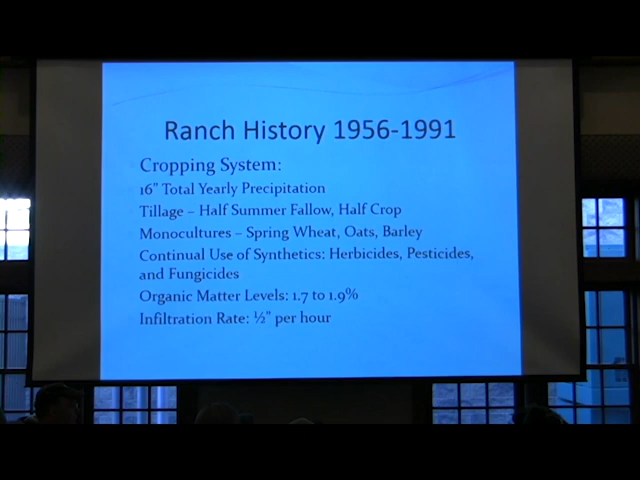 Ranch History 1956-1991
Cropping System:
16" Total Yearly Precipitation
Tillage – Half Summer Fallow, Half Crop
Monocultures – Spring Wheat, Oats, Barley
Continual Use of Synthetics: Herbicides, Pesticides,
and Fungicides
Organic Matter Levels: 1.7 to 1.9%
Infiltration Rate: ½" per hour